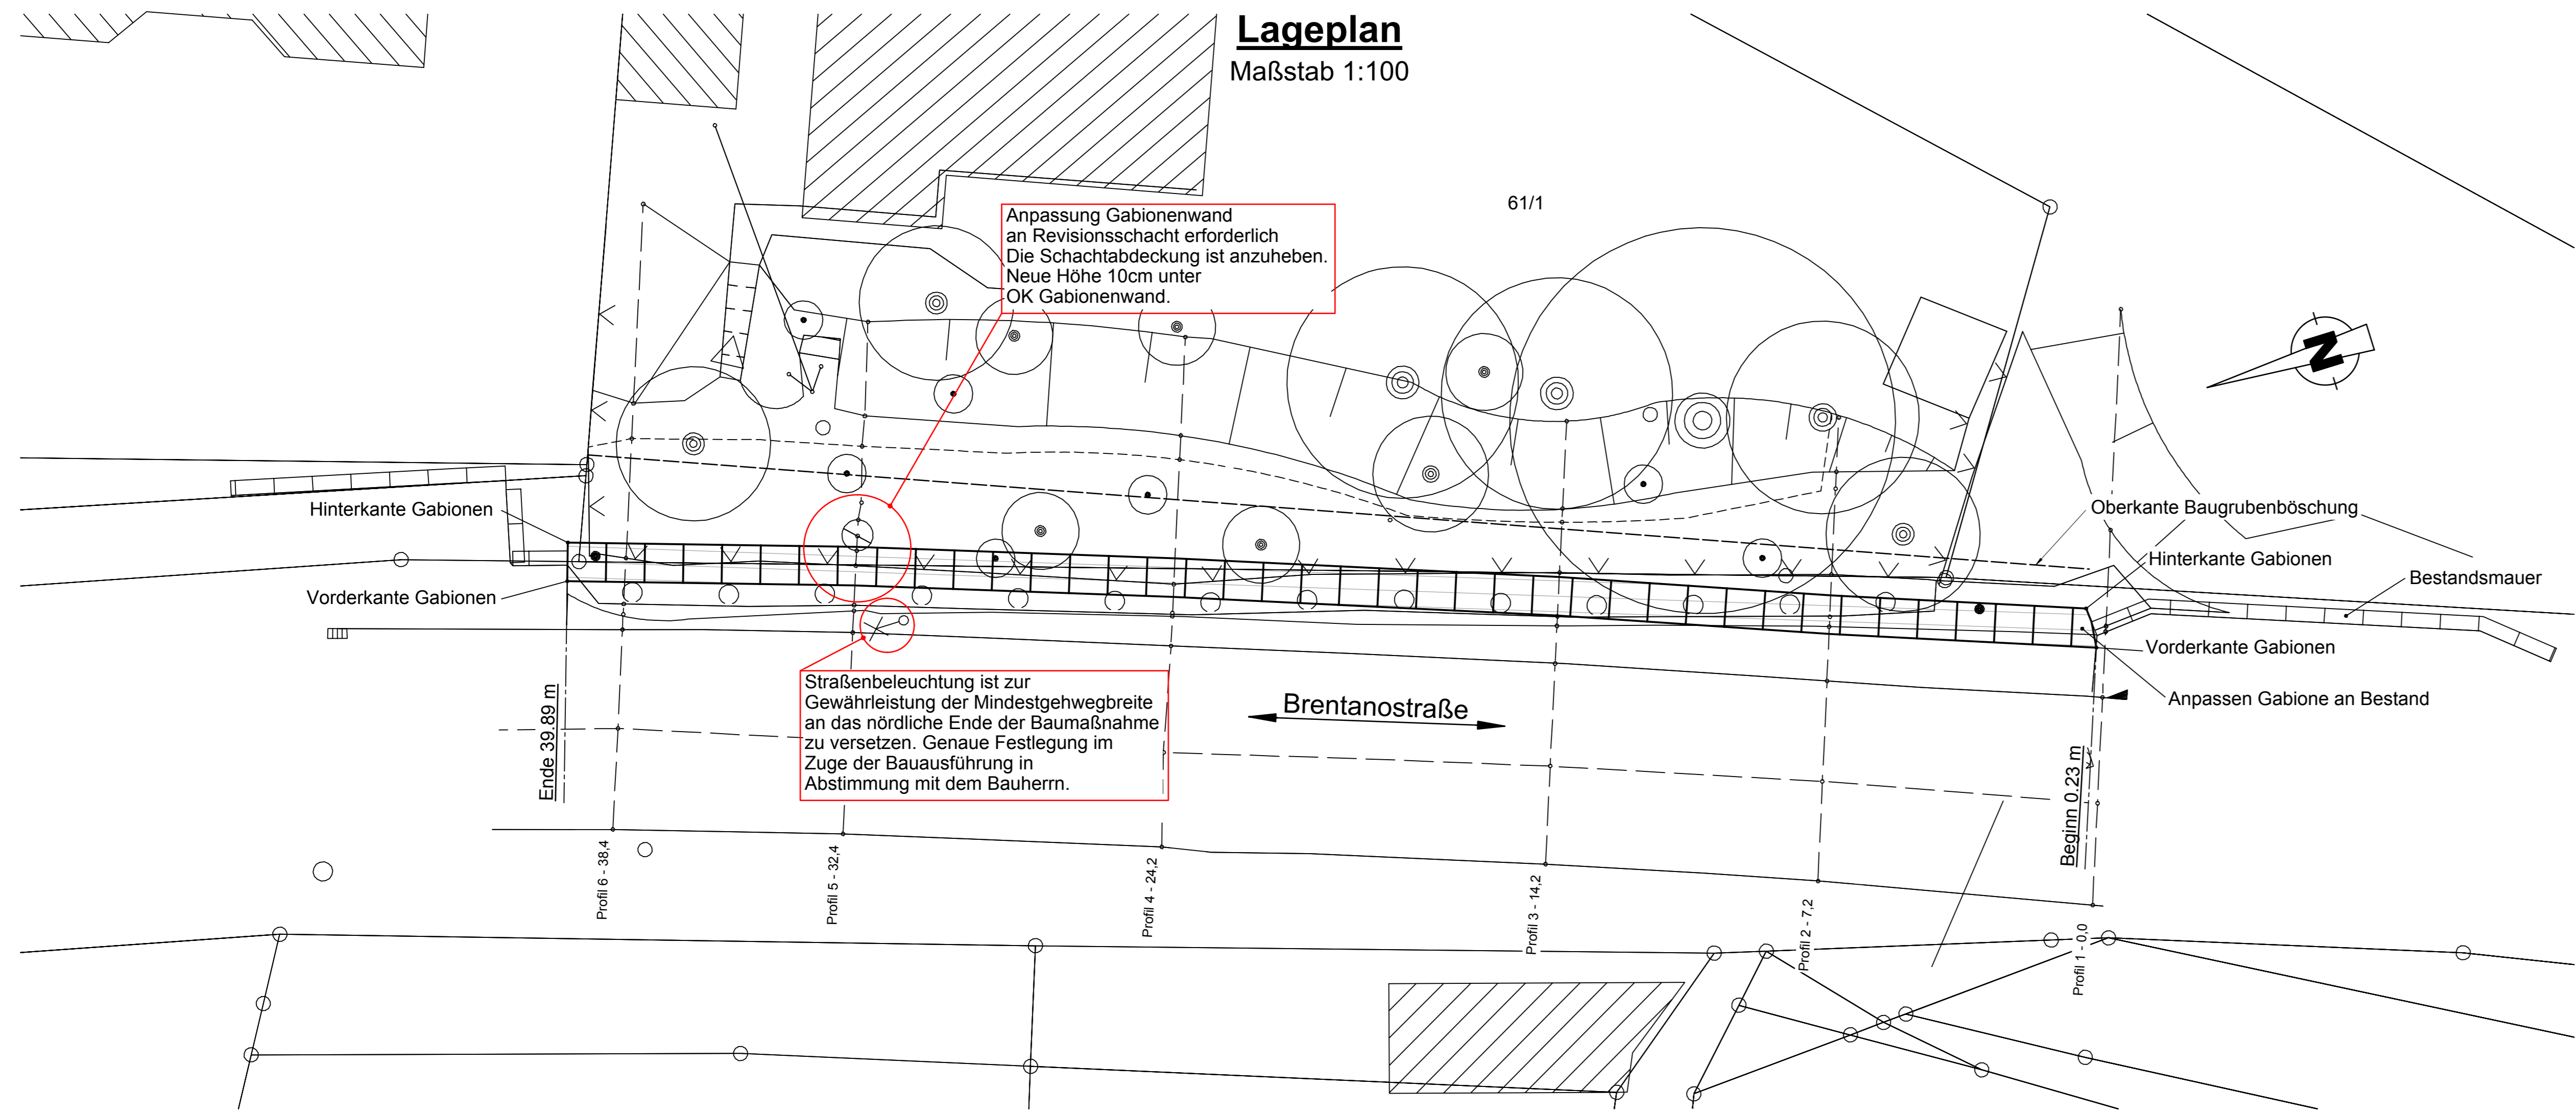 Lageplan
Maßstab 1:100
61/1
Anpassung Gabionenwand
an Revisionsschacht erforderlich
Die Schachtabdeckung ist anzuheben.
Neue Höhe 10cm unter
OK Gabionenwand.
N
Hinterkante Gabionen
Vorderkante Gabionen
Oberkante Baugrubenböschung
Hinterkante Gabionen
Bestandsmauer
Vorderkante Gabionen
Anpassen Gabione an Bestand
Straßenbeleuchtung ist zur
Gewährleistung der Mindestgehwegbreite
an das nördliche Ende der Baumaßnahme
zu versetzen. Genaue Festlegung im
Zuge der Bauausführung in
Abstimmung mit dem Bauherrn.
Brentanostraße
Ende 39.89 m
Beginn 0.23 m
Profil 6 - 38,4
Profil 5 - 32,4
Profil 4 - 24,2
Profil 3 - 14,2
Profil 2 - 7,2
Profil 1 - 0,0